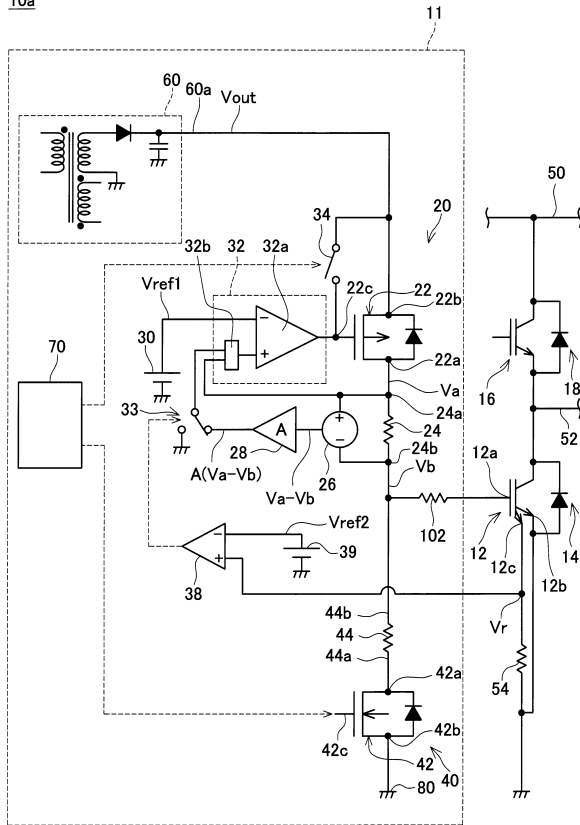 10a
11
60
60a
Vout
50
34
20
32b
32
32a
22c
22
22b
Vref1
70
30
22a
16
18
Va
33
24a
52
24
A
28
26
24b
12a
A(Va-Vb)
Va-Vb
Vb
Vref2
102
12
14
12c
12b
38
39
44b
Vr
44
44a
54
42a
42c
42b
42
40
80